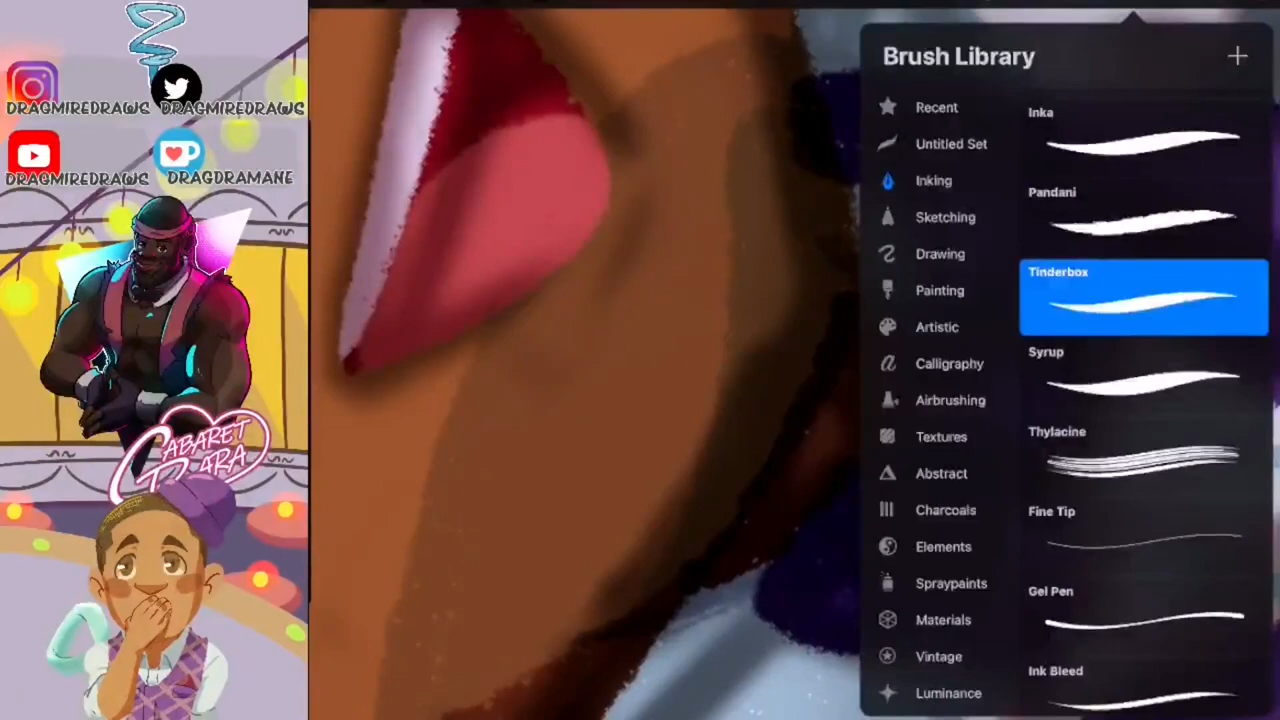 DRAGMIREDRAWS
DRAGMIREDRAWS
DRAGMIREDRAWS
DRAGDRAMANE
CABARET
Brush Library
Recent
Untitled Set
Inking
Sketching
Drawing
Painting
Artistic
Calligraphy
Airbrushing
Textures
Abstract
Charcoals
Elements
Spraypaints
Materials
Vintage
Luminance
Inka
Pandani
Tinderbox
Syrup
Thylacine
Fine Tip
Gel Pen
Ink Bleed